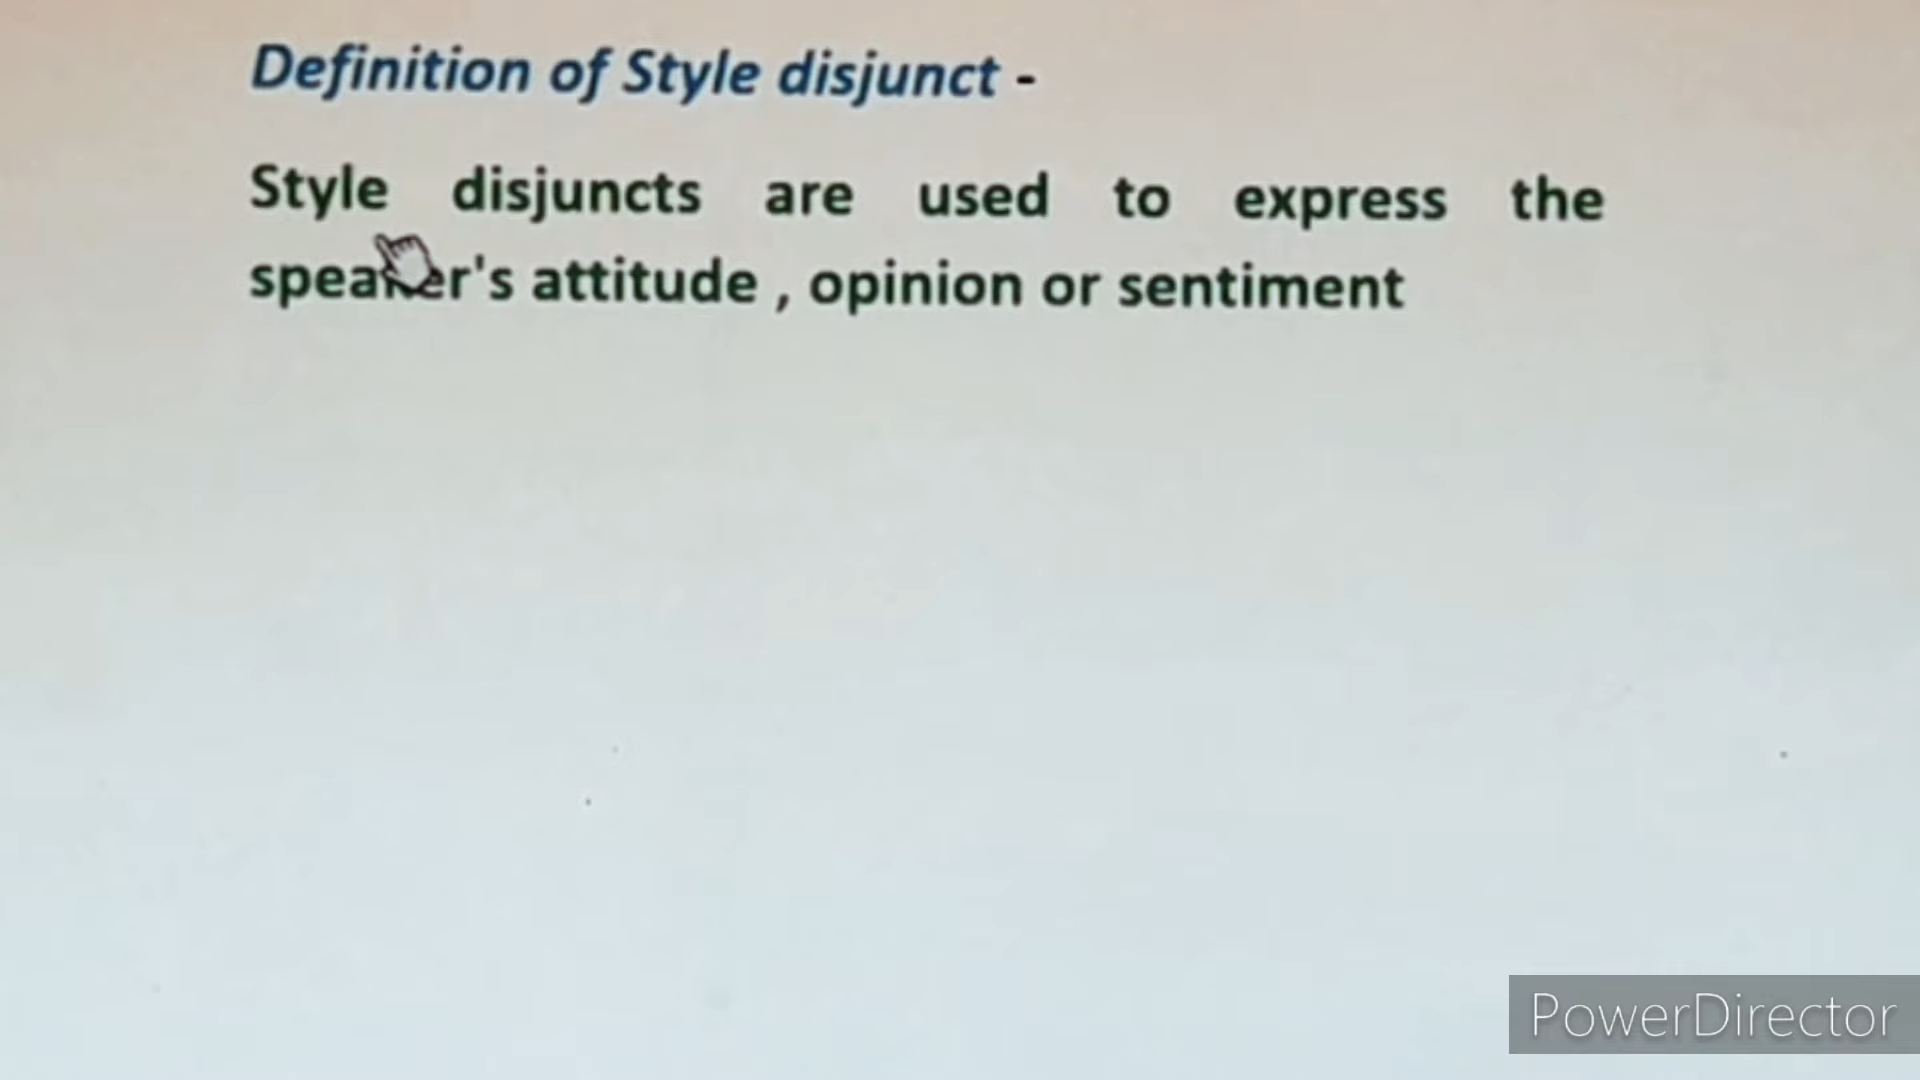 Definition of Style disjunct -
Style disjuncts are used to express the
speaker's attitude , opinion or sentiment
PowerDirector